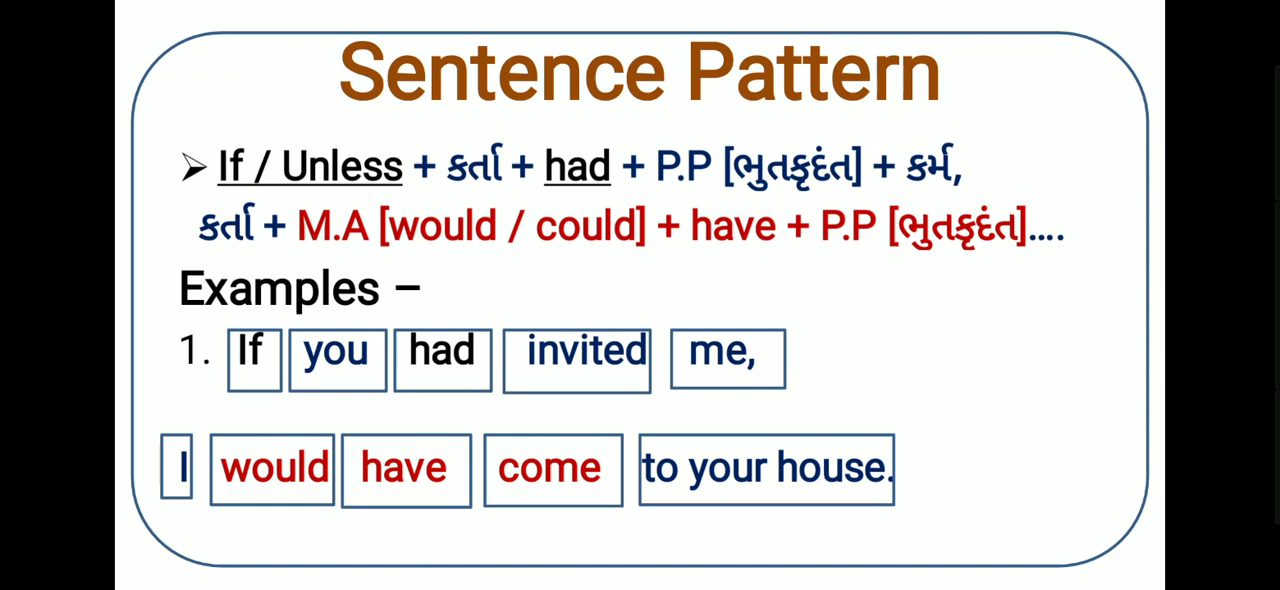 Sentence Pattern
➢ If / Unless + કર્તા + had + P.P [ભુતકૃદંત] + કર્મ,
કર્તા + M.A [would / could] + have + P.P [ભુતકૃદંત]....
Examples –
1. If you had invited me,
I would have come to your house.